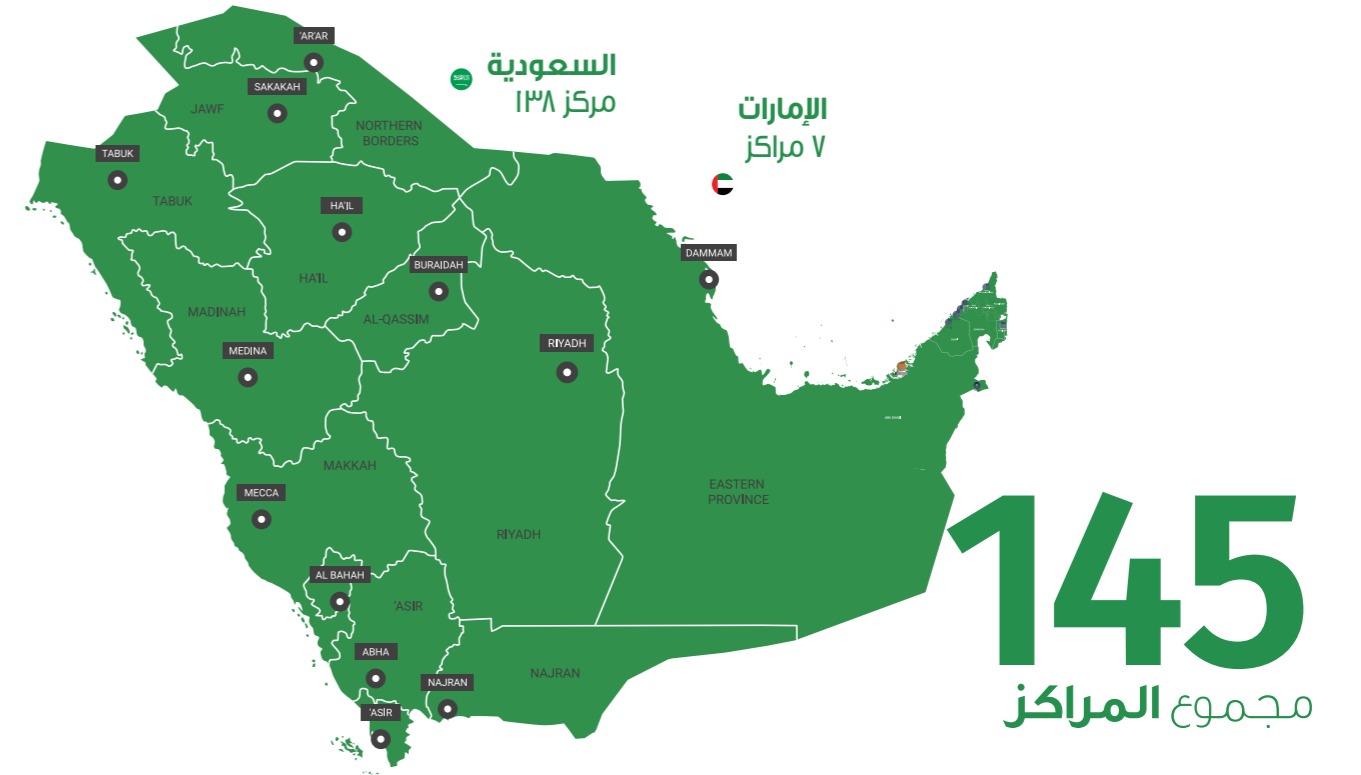 'AR'AR
السعودية
مركز ١٣٨
SAKAKAH
JAWF
NORTHERN
BORDERS
الإمارات
٧ مراكز
TABUK
TABUK
HA'IL
HA'IL
BURAIDAH
AL-QASSIM
DAMMAM
MADINAH
MEDINA
RIYADH
MAKKAH
MECCA
EASTERN
PROVINCE
RIYADH
AL BAHAH
'ASIR
ABHA
NAJRAN
NAJRAN
'ASIR
145
مجموع المراكز